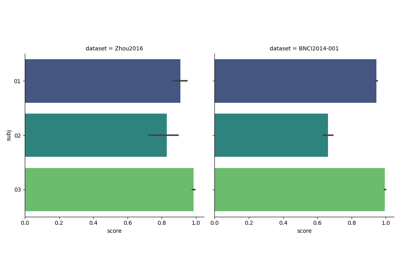 dataset = Zhou2016
dataset = BNCI2014-001
subj
01
02
03
0.0 0.2 0.4 0.6 0.8 1.0
0.0 0.2 0.4 0.6 0.8 1.0
score
score